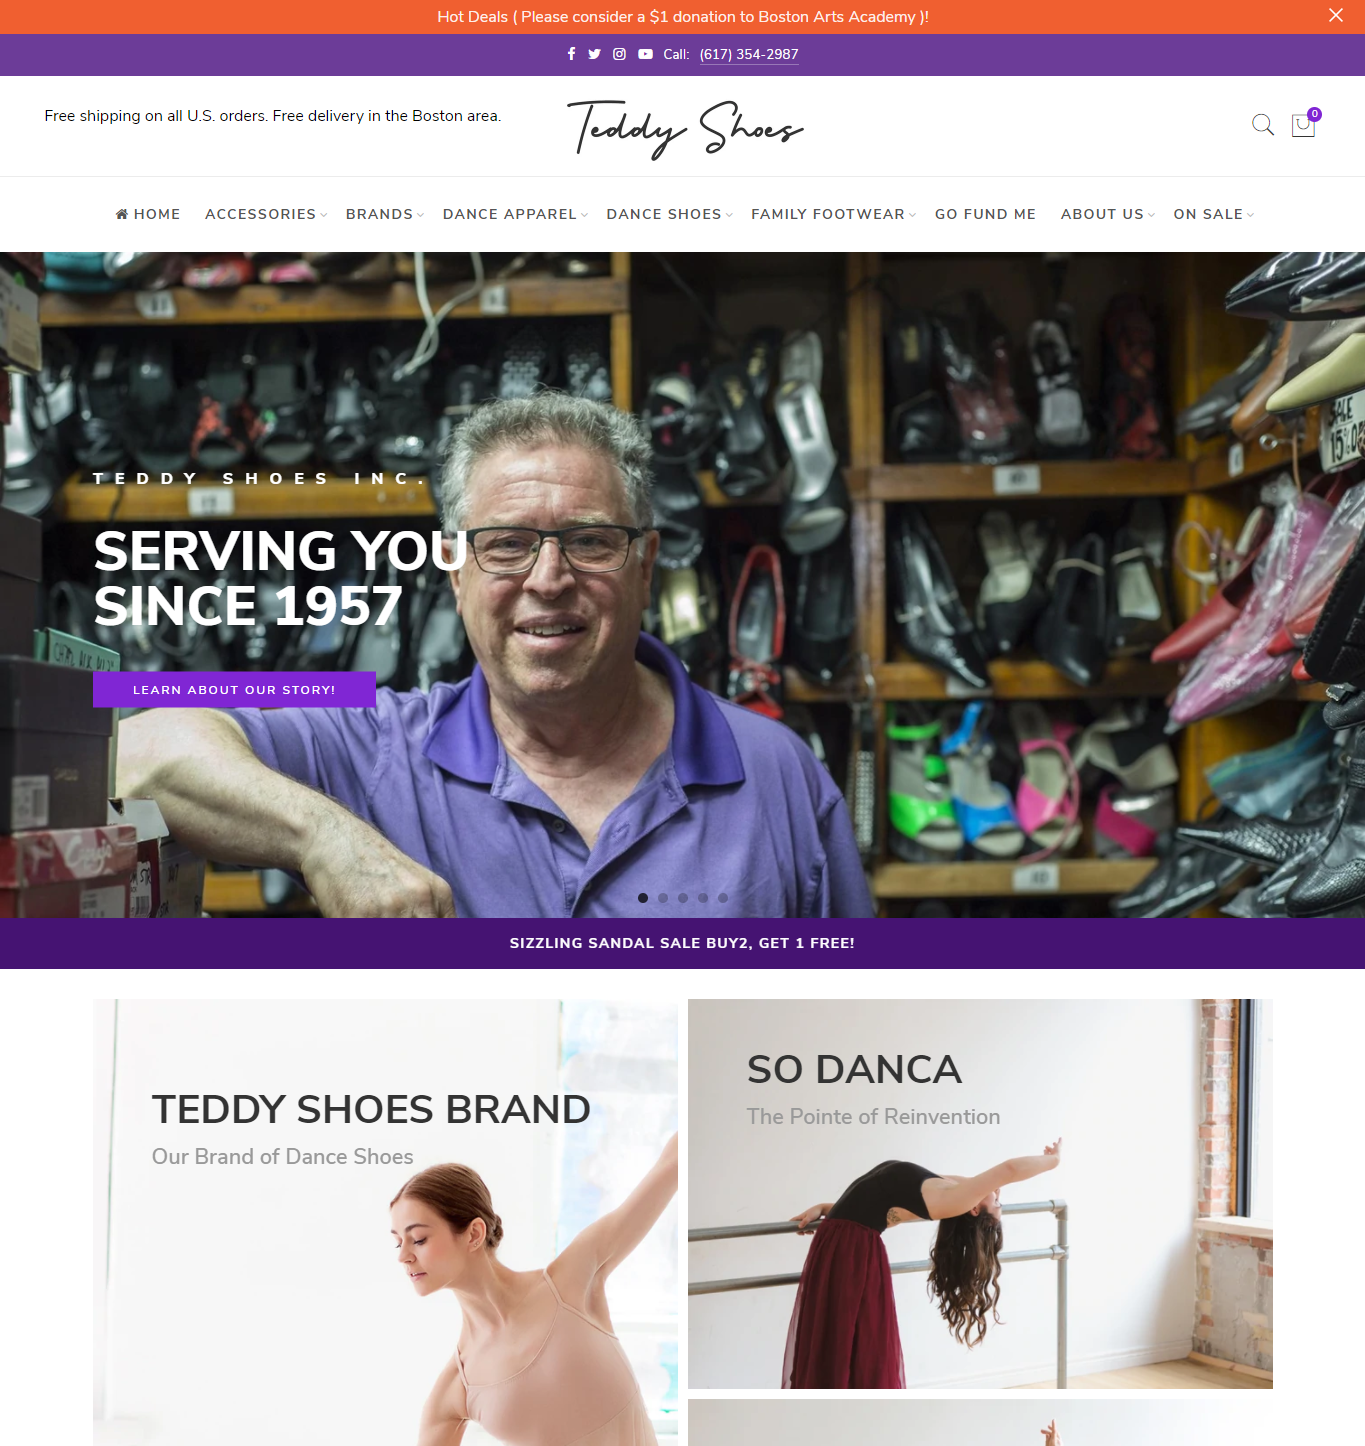 Hot Deals ( Please consider a $1 donation to Boston Arts Academy )!
Call: (617) 354-2987
Free shipping on all U.S. orders. Free delivery in the Boston area.
Teddy Shoes
0
HOME ACCESSORIES BRANDS DANCE APPAREL DANCE SHOES FAMILY FOOTWEAR GO FUND ME ABOUT US ON SALE
SALE
TEDDY SHOES INC.
SERVING YOU
SINCE 1957
LEARN ABOUT OUR STORY!
SIZZLING SANDAL SALE BUY2, GET 1 FREE!
TEDDY SHOES BRAND
Our Brand of Dance Shoes
SO DANCA
The Pointe of Reinvention